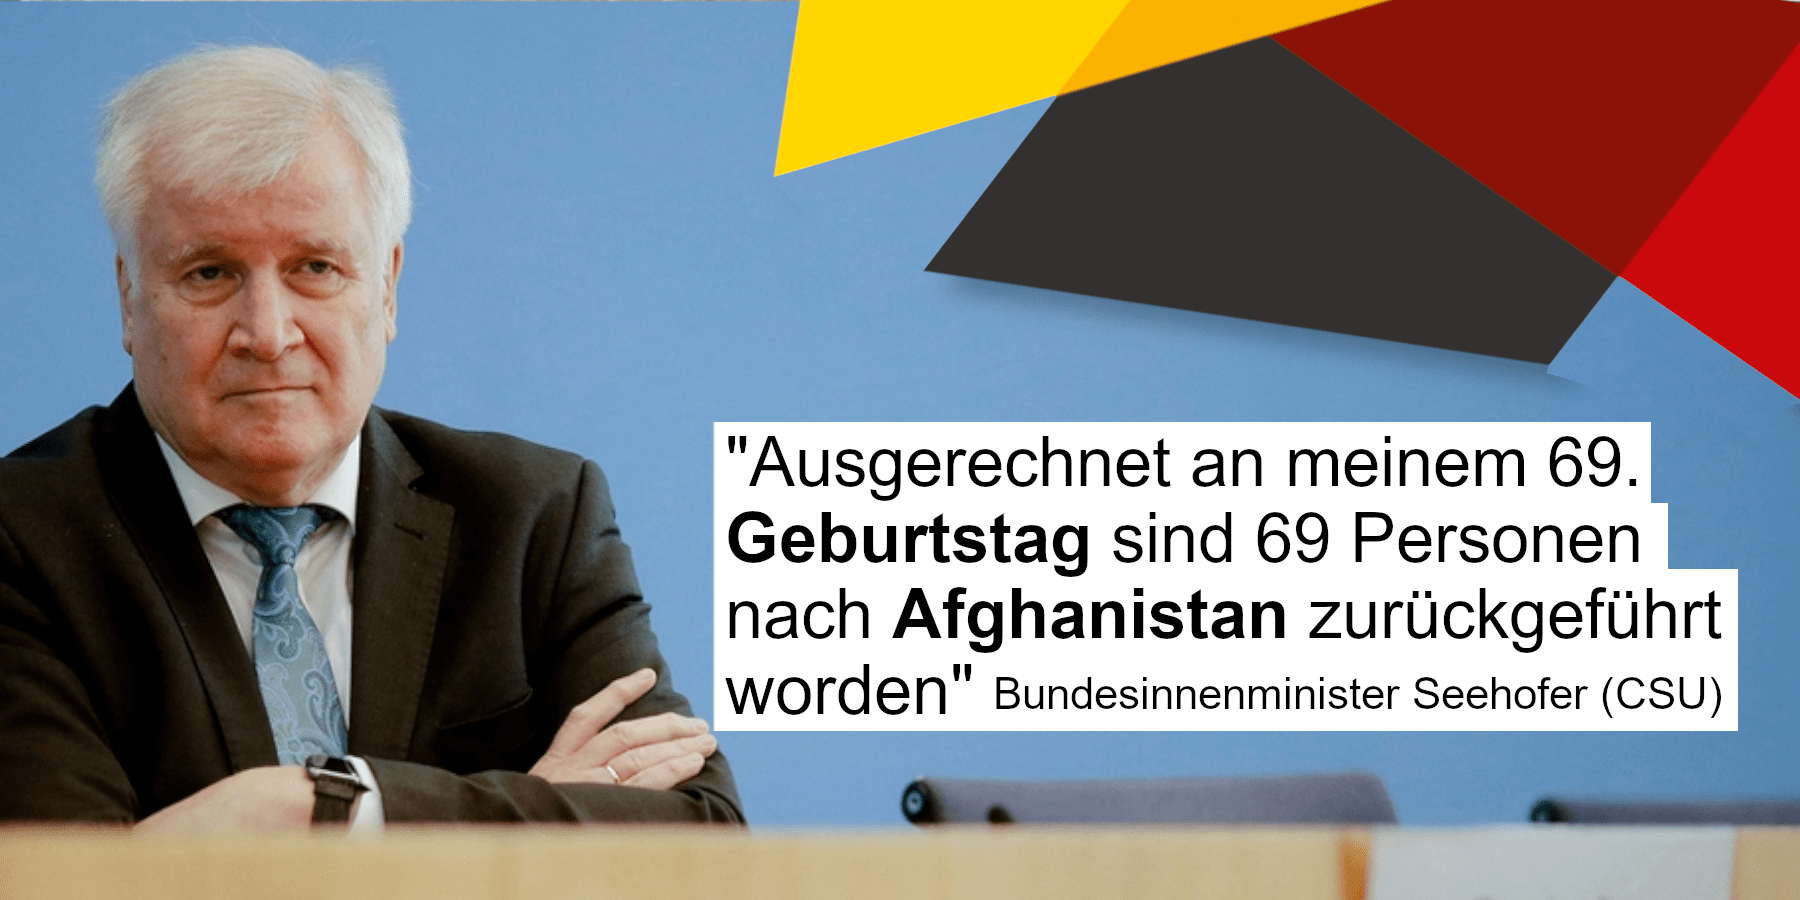 "Ausgerechnet an meinem 69.
Geburtstag sind 69 Personen
nach Afghanistan zurückgeführt
worden" Bundesinnenminister Seehofer (CSU)